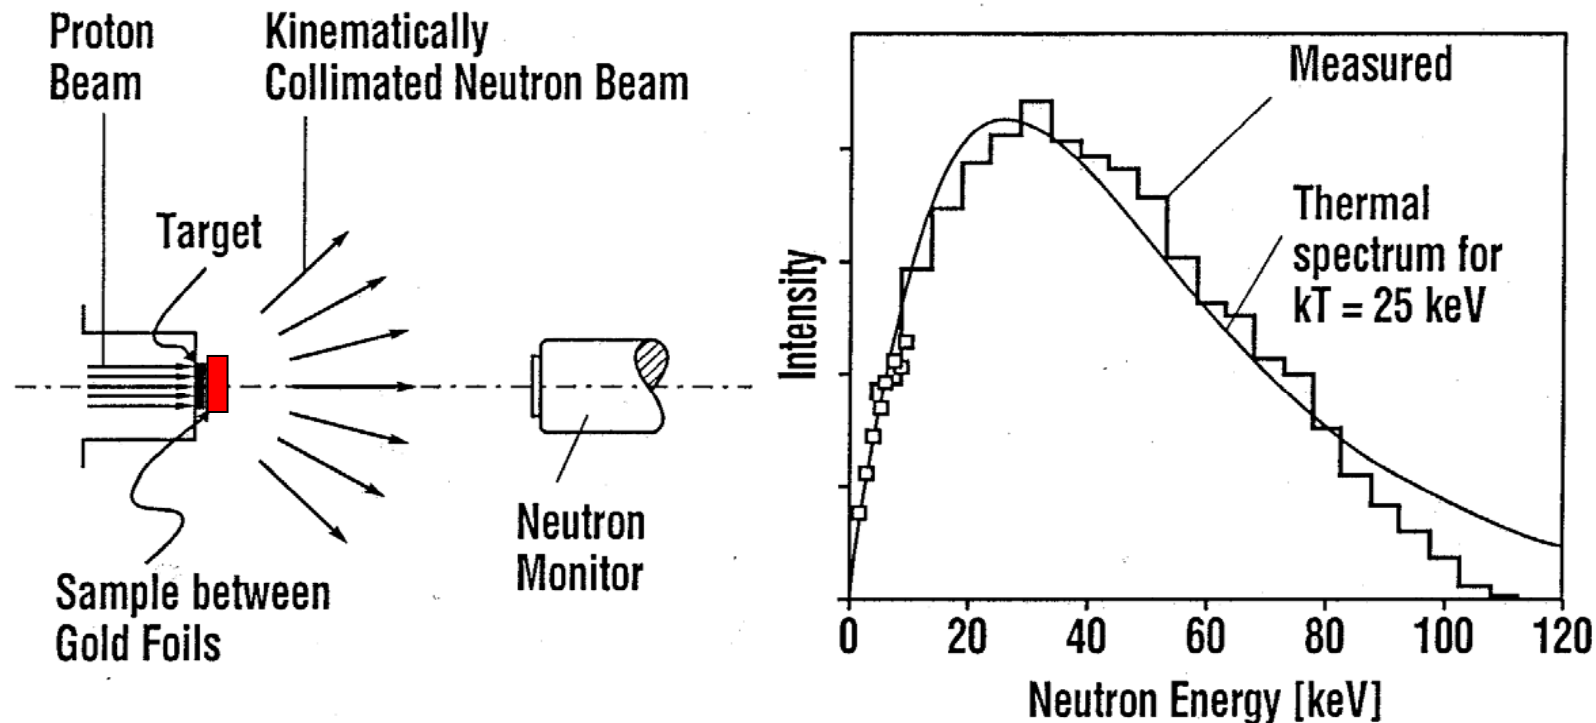 Proton
Beam
Kinematically
Collimated Neutron Beam
Target
Neutron
Monitor
Sample between
Gold Foils
Measured
Thermal
spectrum for
kT = 25 keV
Intensity
0 20 40 60 80 100 120
Neutron Energy [keV]